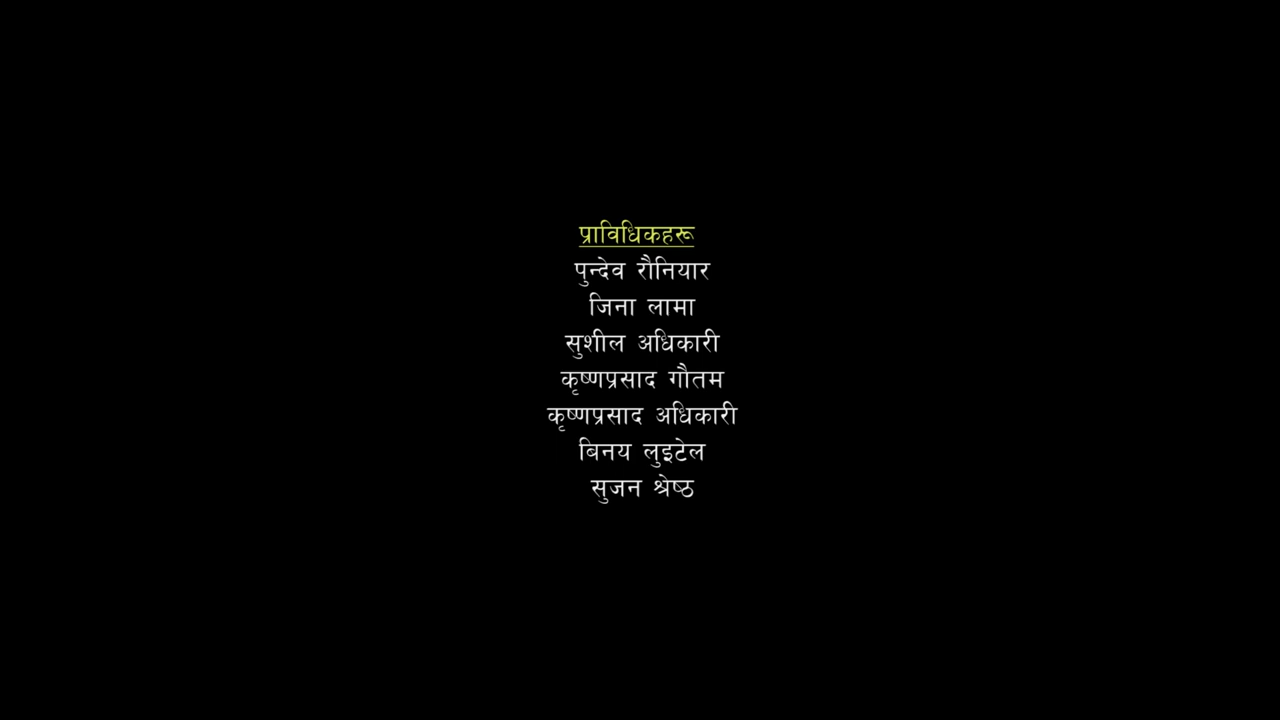 प्राविधिकहरू
पुन्देव रौनियार
जिना लामा
सुशील अधिकारी
कृष्णप्रसाद गौतम
कृष्णप्रसाद अधिकारी
बिनय लुइटेल
सुजन श्रेष्ठ